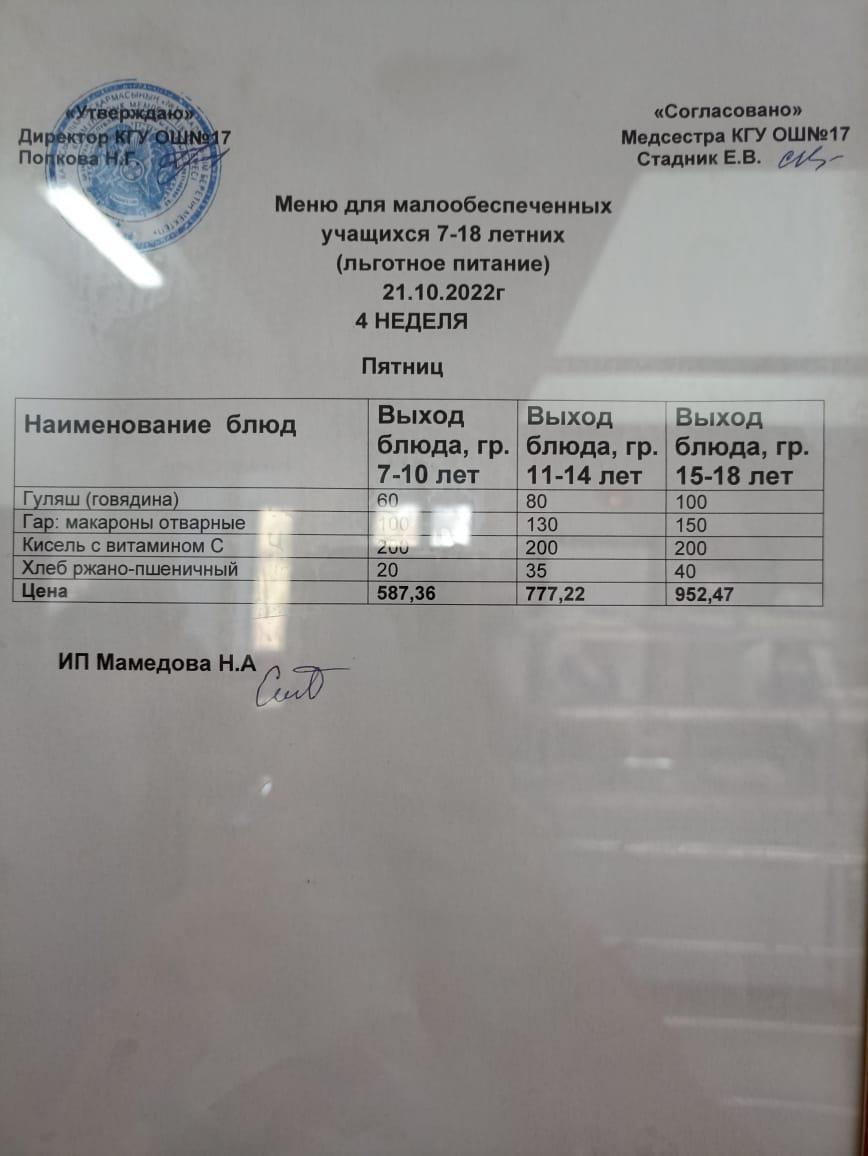 «Утверждаю»
Директор КГУ ОШ№17
Попкова Н.Г.
«Согласовано»
Медсестра КГУ ОШ№17
Стадник Е.В.
Меню для малообеспеченных
учащихся 7-18 летних
(льготное питание)
21.10.2022г
4 НЕДЕЛЯ
Пятниц
Наименование блюд Выход блюда, гр. 7-10 лет Выход блюда, гр. 11-14 лет Выход блюда, гр. 15-18 лет
Гуляш (говядина) 60 80 100
Гар: макароны отварные 100 130 150
Кисель с витамином С 200 200 200
Хлеб ржано-пшеничный 20 35 40
Цена 587,36 777,22 952,47
ИП Мамедова Н.А